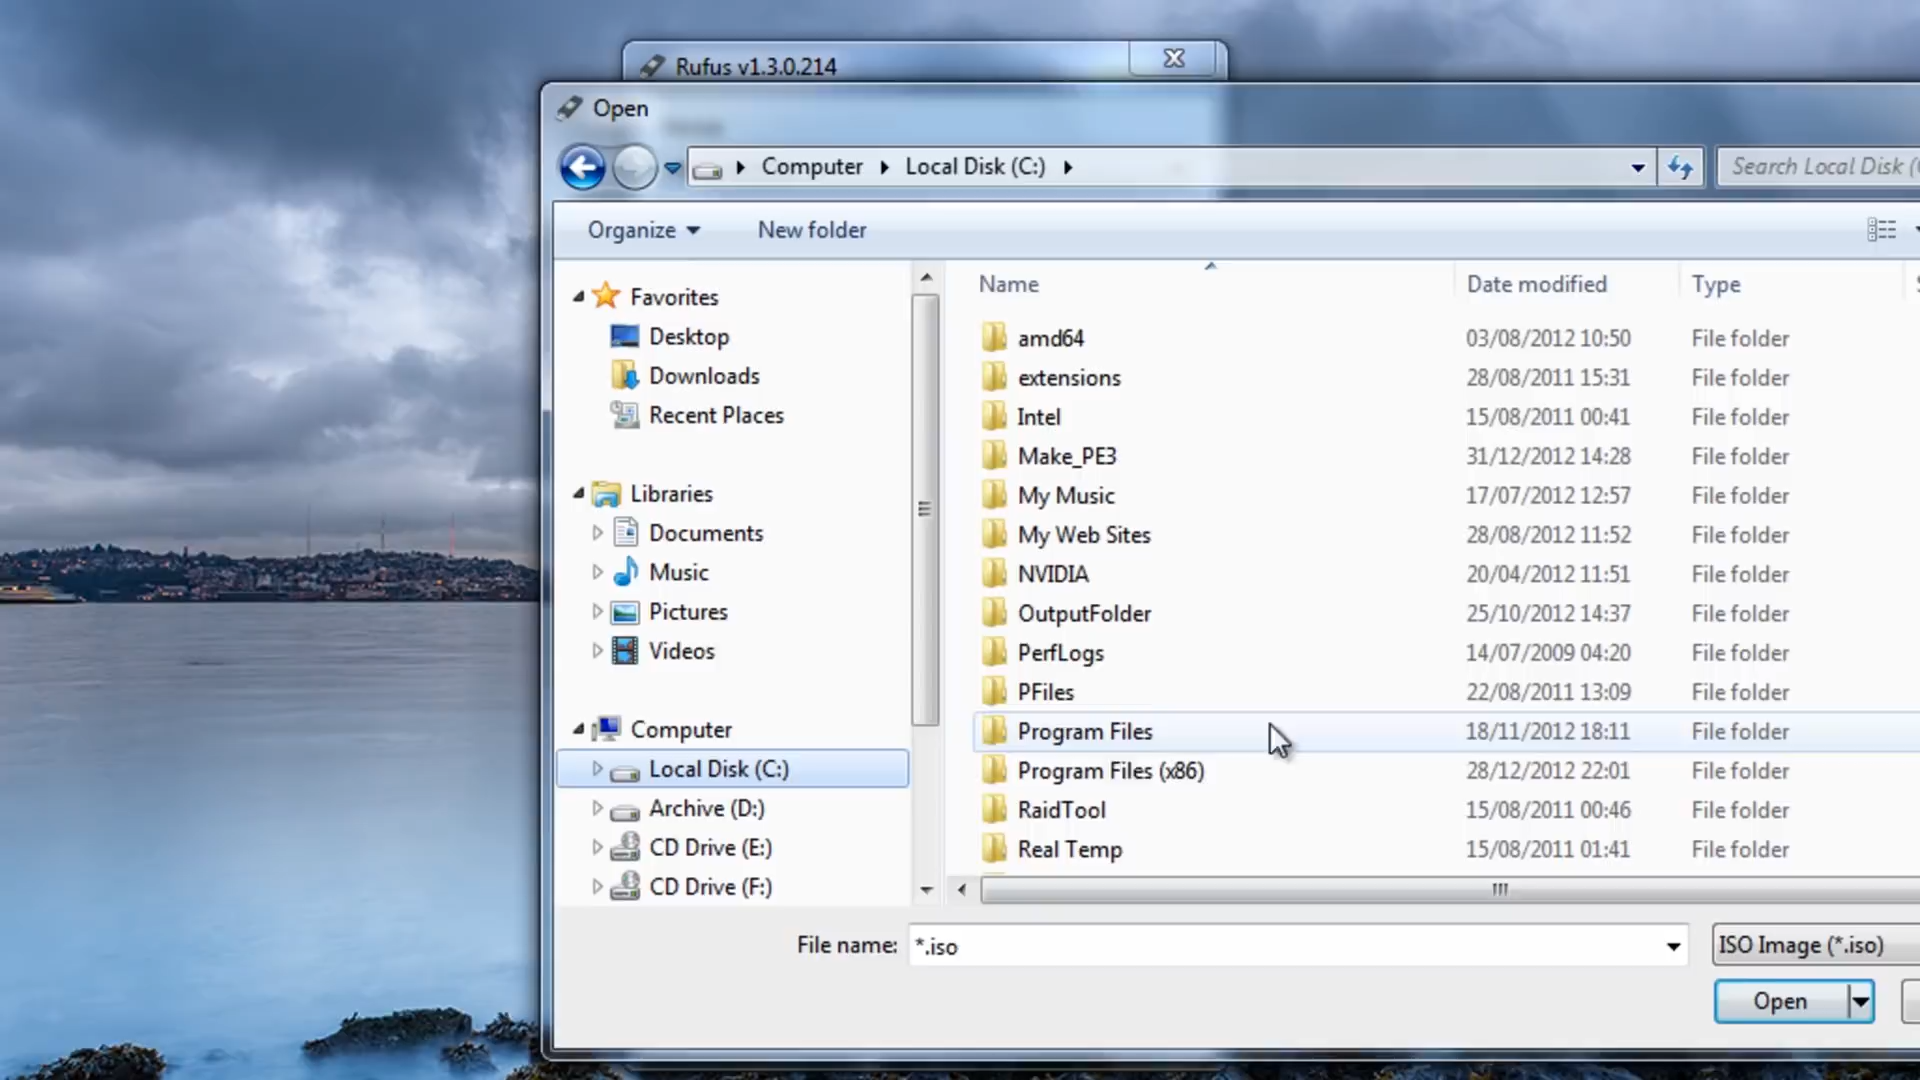 Rufus v1.3.0.214
Open
Computer Local Disk (C:)
Search Local Disk (
Organize New folder
Name Date modified Type
Favorites
Desktop
Downloads
Recent Places
Libraries
Documents
Music
Pictures
Videos
Computer
Local Disk (C:)
Archive (D:)
CD Drive (E:)
CD Drive (F:)
amd64 03/08/2012 10:50 File folder
extensions 28/08/2011 15:31 File folder
Intel 15/08/2011 00:41 File folder
Make_PE3 31/12/2012 14:28 File folder
My Music 17/07/2012 12:57 File folder
My Web Sites 28/08/2012 11:52 File folder
NVIDIA 20/04/2012 11:51 File folder
OutputFolder 25/10/2012 14:37 File folder
PerfLogs 14/07/2009 04:20 File folder
PFiles 22/08/2011 13:09 File folder
Program Files 18/11/2012 18:11 File folder
Program Files (x86) 28/12/2012 22:01 File folder
RaidTool 15/08/2011 00:46 File folder
Real Temp 15/08/2011 01:41 File folder
File name: *.iso
ISO Image (*.iso)
Open